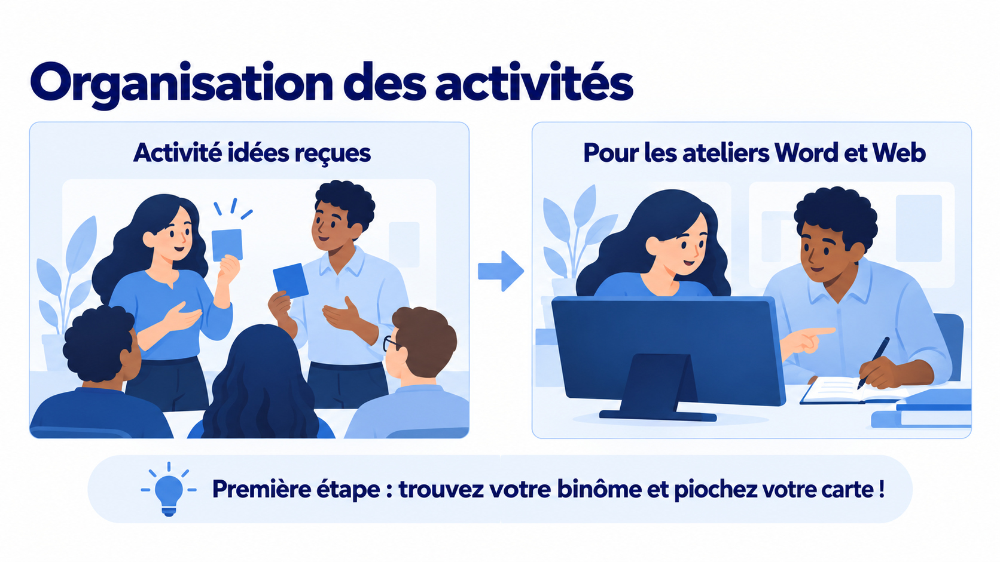 Organisation des activités
Activité idées reçues
Pour les ateliers Word et Web
Première étape : trouvez votre binôme et piochez votre carte !